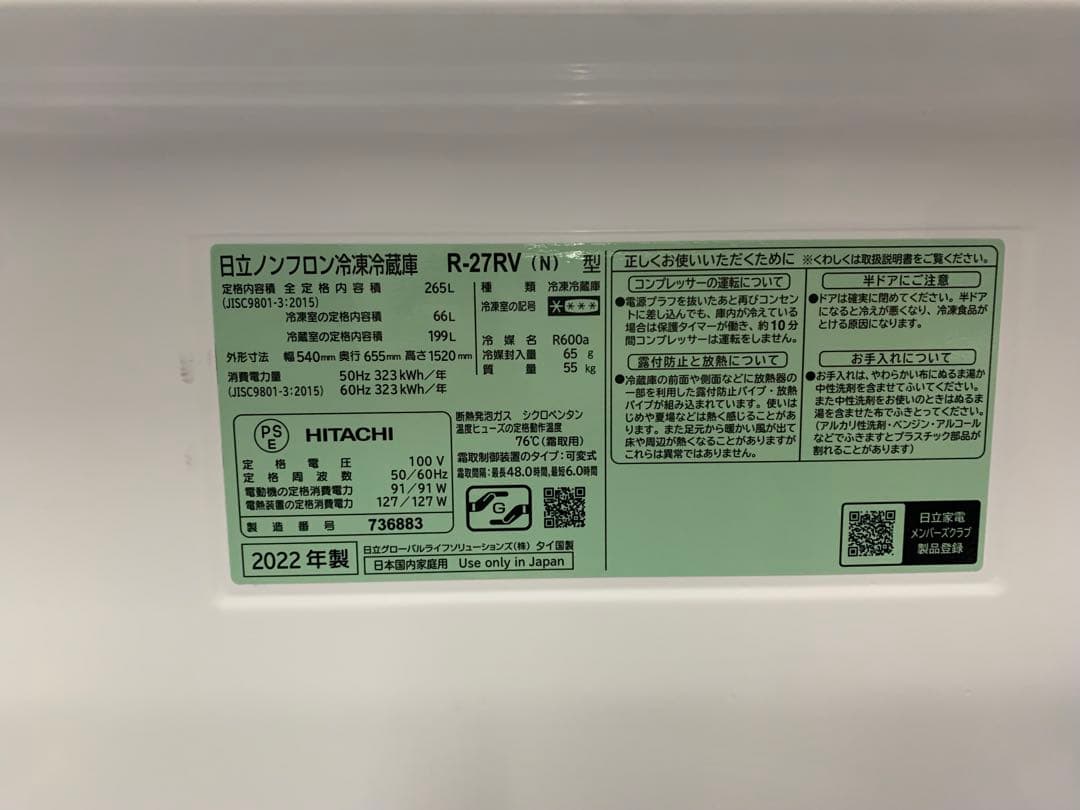 日立ノンフロン冷凍冷蔵庫 R-27RV (N) 型
定格内容積 全定格内容積 265L
(JISC9801-3:2015)
冷凍室の定格内容積 66L
冷蔵室の定格内容積 199L
外形寸法 幅540mm 奥行655mm 高さ1520mm
消費電力量 50Hz 323kWh/年
(JISC9801-3:2015) 60Hz 323kWh/年
種類 冷凍冷蔵庫
冷凍室の記号 ****
冷媒名 R600a
冷媒封入量 65g
質量 55kg
PS
E
HITACHI
定格電圧 100V
定格周波数 50/60Hz
電動機の定格消費電力 91/91W
電熱装置の定格消費電力 127/127W
製造番号 736883
断熱発泡ガス シクロペンタン
温度ヒューズの定格動作温度
76℃(霜取用)
霜取制御装置のタイプ:可変式
霜取間隔:最長48.0時間,最短6.0時間
G
2022年製
日立グローバルライフソリューションズ(株) タイ国製
日本国内家庭用 Use only in Japan
正しくお使いいただくために ※くわしくは取扱説明書をご覧ください。
コンプレッサーの運転について
●電源プラグを抜いたあと再びコンセン
トに差し込んでも、庫内が冷えている
場合は保護タイマーが働き、約10分
間コンプレッサーは運転をしません。
露付防止と放熱について
●冷蔵庫の前面や側面などに放熱器の
一部を利用した露付防止パイプ・放熱
パイプが組み込まれています。使いは
じめや夏場などは熱く感じることがあ
ります。また足元から暖かい風が出て
床や周辺が熱くなることがありますが
これらは異常ではありません。
半ドアにご注意
●ドアは確実に閉めてください。半ドア
になると冷えが悪くなり、冷凍食品が
とける原因になります。
お手入れについて
●お手入れは、やわらかい布にぬるま湯か
中性洗剤を含ませてふいてください。
また中性洗剤をお使いのときはぬるま
湯を含ませた布でふきとってください。
(アルカリ性洗剤・ベンジン・アルコール
などでふきますとプラスチック部品が
割れることがあります)
日立家電
メンバーズクラブ
製品登録